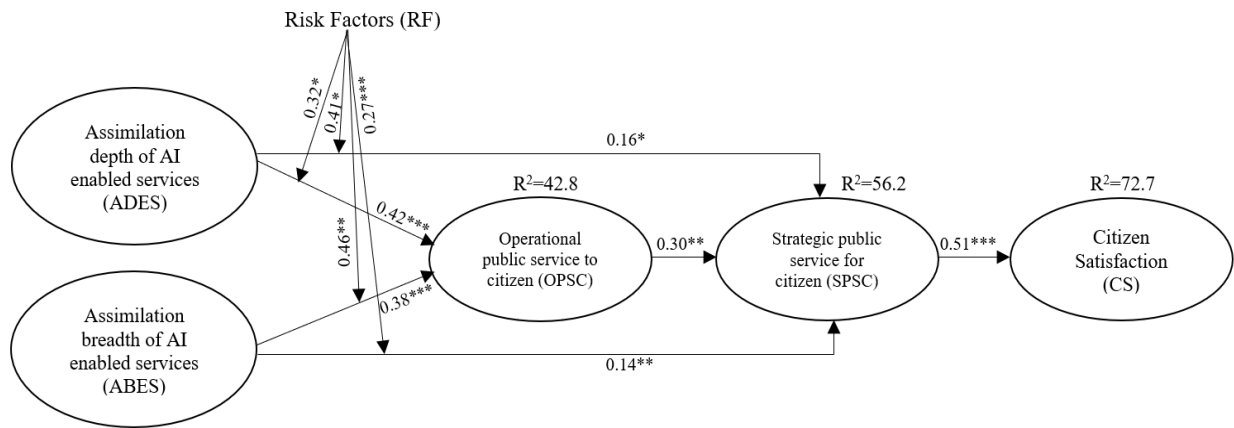 Risk Factors (RF)
0.32*
0.41*
0.27***
Assimilation
depth of AI
enabled services
(ADES)
0.16*
R²=42.8
R²=56.2
R²=72.7
0.42***
0.46**
Operational
public service to
citizen (OPSC)
0.30**
Strategic public
service for
citizen (SPSC)
0.51***
Citizen
Satisfaction
(CS)
0.38***
Assimilation
breadth of AI
enabled services
(ABES)
0.14**